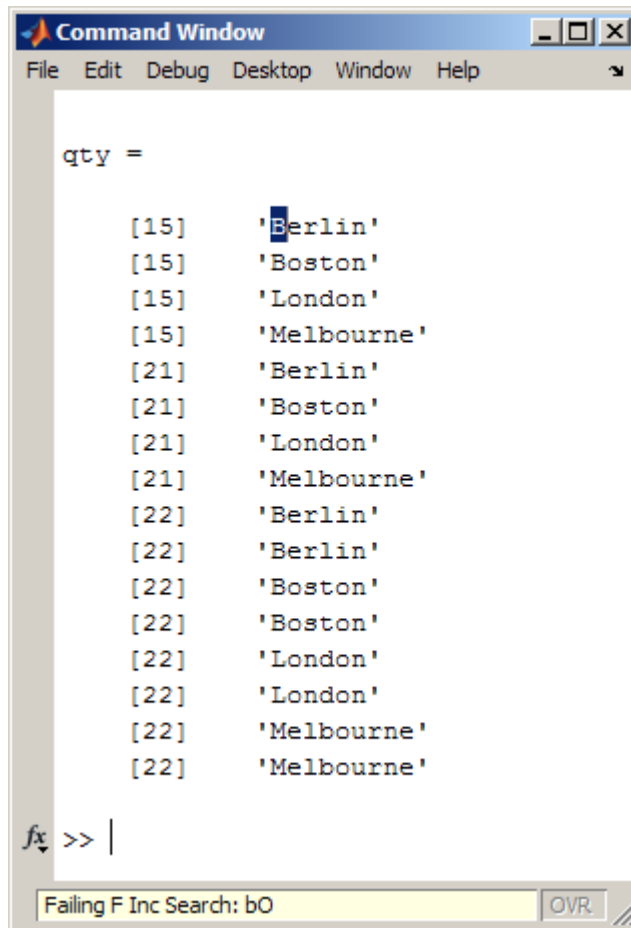 Command Window
File Edit Debug Desktop Window Help
qty =
[15] 'Berlin'
[15] 'Boston'
[15] 'London'
[15] 'Melbourne'
[21] 'Berlin'
[21] 'Boston'
[21] 'London'
[21] 'Melbourne'
[22] 'Berlin'
[22] 'Berlin'
[22] 'Boston'
[22] 'Boston'
[22] 'London'
[22] 'London'
[22] 'Melbourne'
[22] 'Melbourne'
fx >>
Failing F Inc Search: bO OVR